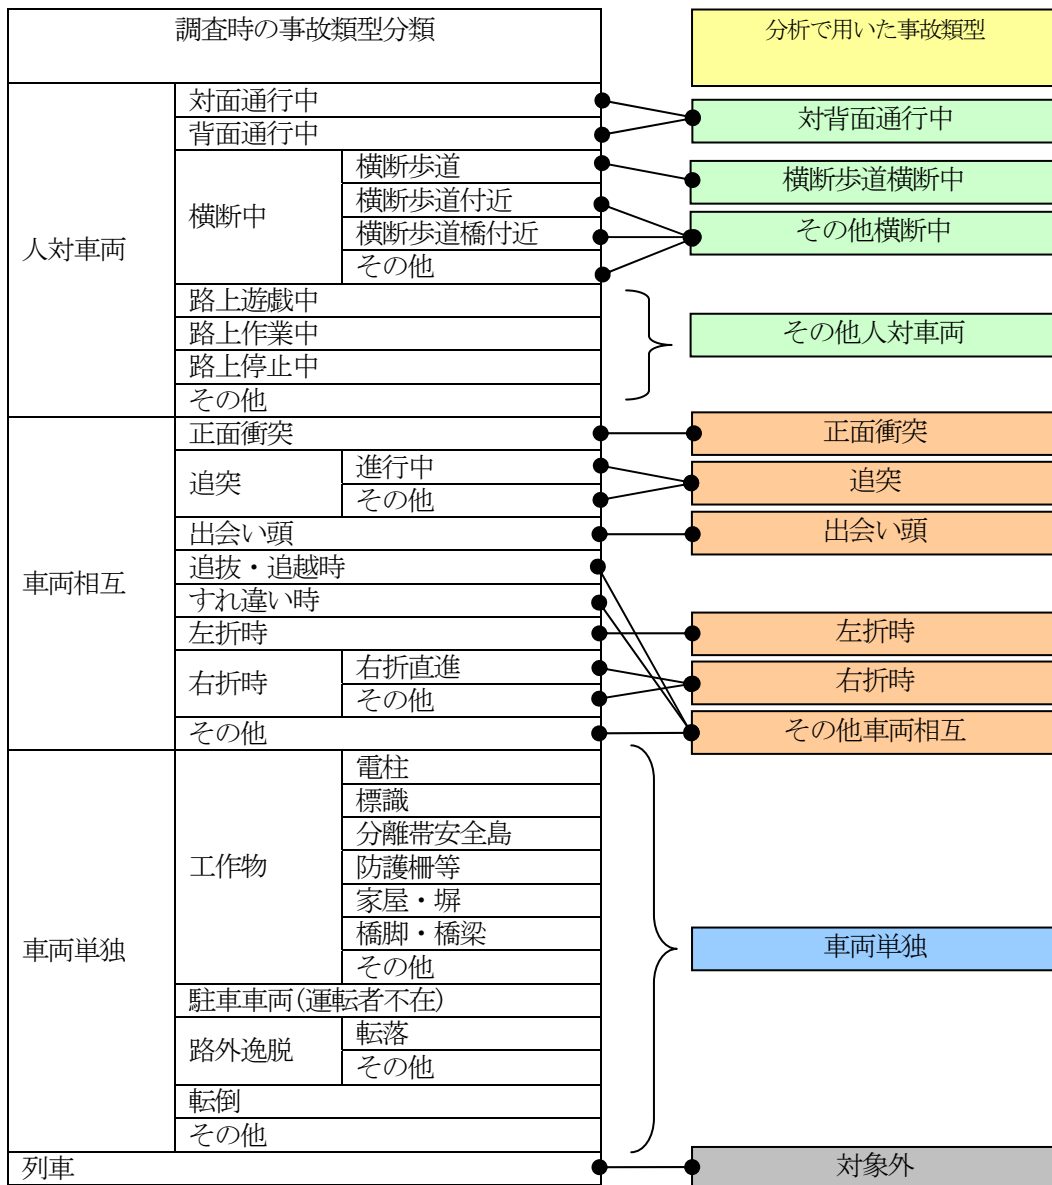 調査時の事故類型分類
分析で用いた事故類型
人対車両
対面通行中
背面通行中
横断中
横断歩道
横断歩道付近
横断歩道橋付近
その他
路上遊戯中
路上作業中
路上停止中
その他
対背面通行中
横断歩道横断中
その他横断中
その他人対車両
車両相互
正面衝突
追突
進行中
その他
出会い頭
追抜・追越時
すれ違い時
左折時
右折時
右折直進
その他
その他
正面衝突
追突
出会い頭
左折時
右折時
その他車両相互
車両単独
工作物
電柱
標識
分離帯安全島
防護柵等
家屋・塀
橋脚・橋梁
その他
駐車車両(運転者不在)
路外逸脱
転落
その他
転倒
その他
車両単独
列車
対象外